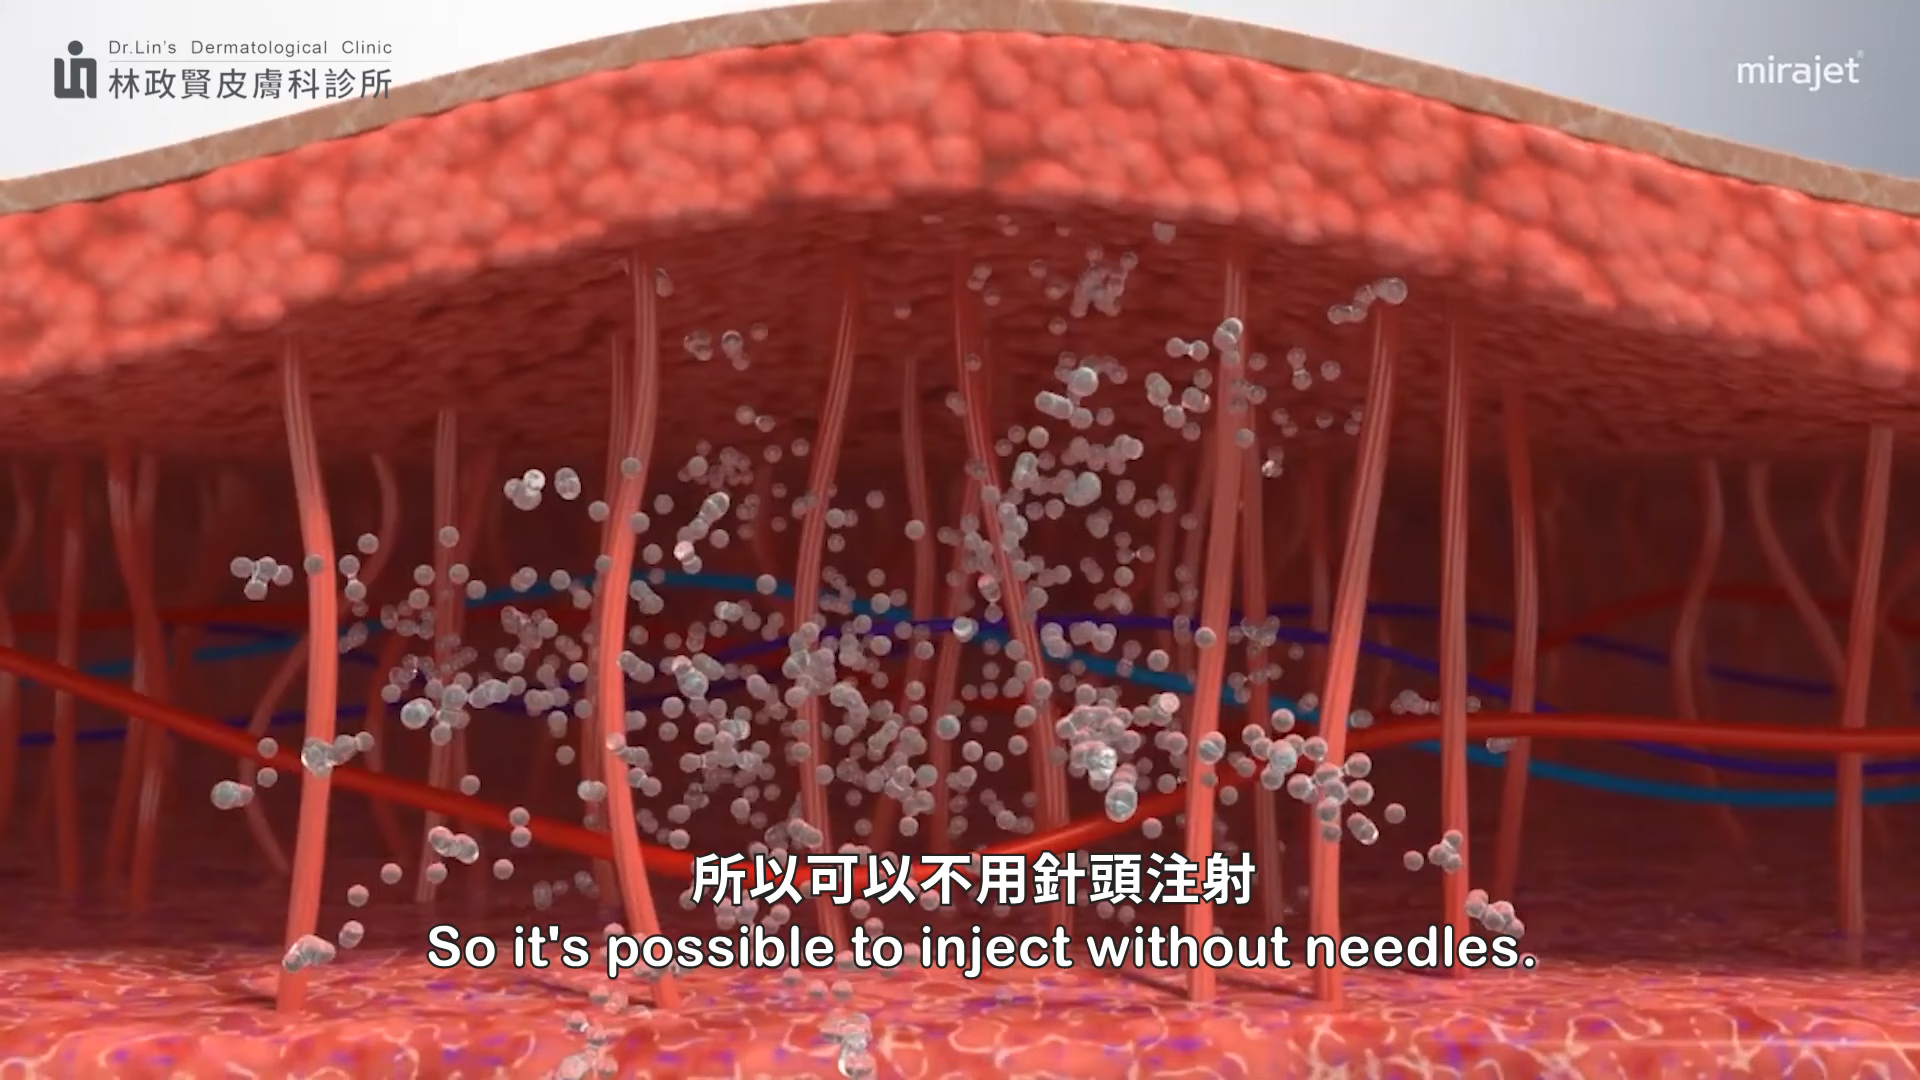 Dr.Lin's Dermatological Clinic
林政賢皮膚科診所
mirajet
所以可以不用針頭注射
So it's possible to inject without needles.